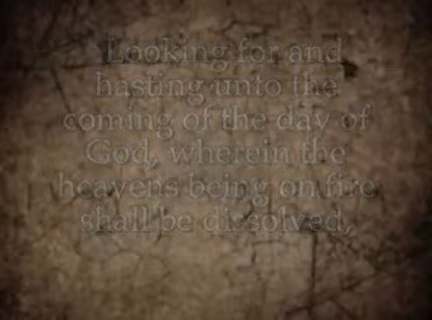 Looking for and
hasting unto the
coming of the day of
God, wherein the
heavens being on fire
shall be dissolved,